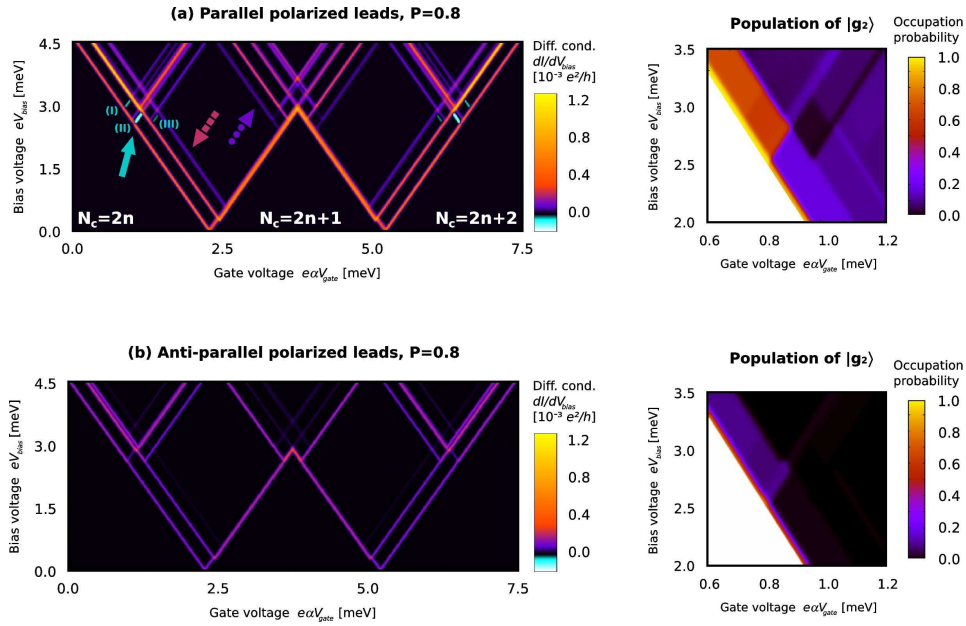 (a) Parallel polarized leads, P=0.8
Diff. cond.
dI/dV_bias
[10⁻³ e²/h]
4.5
3.0
1.5
0.0
Bias voltage eV_bias [meV]
(I)
(II)
(III)
N_c=2n
N_c=2n+1
N_c=2n+2
0.0
2.5
5.0
7.5
Gate voltage eαV_gate [meV]
1.2
0.8
0.4
0.0
Population of |g₂⟩
Occupation
probability
3.5
3.0
2.5
2.0
Bias voltage eV_bias [meV]
0.6
0.8
1.0
1.2
Gate voltage eαV_gate [meV]
1.0
0.8
0.6
0.4
0.2
0.0
(b) Anti-parallel polarized leads, P=0.8
Diff. cond.
dI/dV_bias
[10⁻³ e²/h]
4.5
3.0
1.5
0.0
Bias voltage eV_bias [meV]
0.0
2.5
5.0
7.5
Gate voltage eαV_gate [meV]
1.2
0.8
0.4
0.0
Population of |g₂⟩
Occupation
probability
3.5
3.0
2.5
2.0
Bias voltage eV_bias [meV]
0.6
0.8
1.0
1.2
Gate voltage eαV_gate [meV]
1.0
0.8
0.6
0.4
0.2
0.0